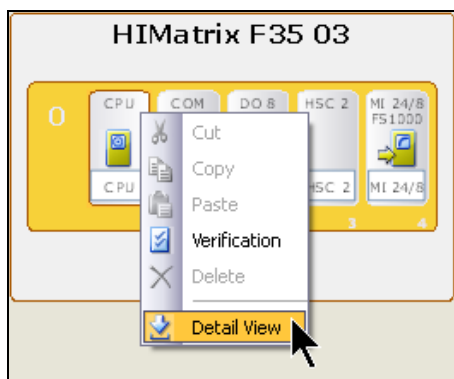 HIMatrix F35 03
0
CPU
COM
DO 8
HSC 2
MI 24/8
FS1000
CPU
HSC 2
MI 24/8
3
4
Cut
Copy
Paste
Verification
Delete
Detail View